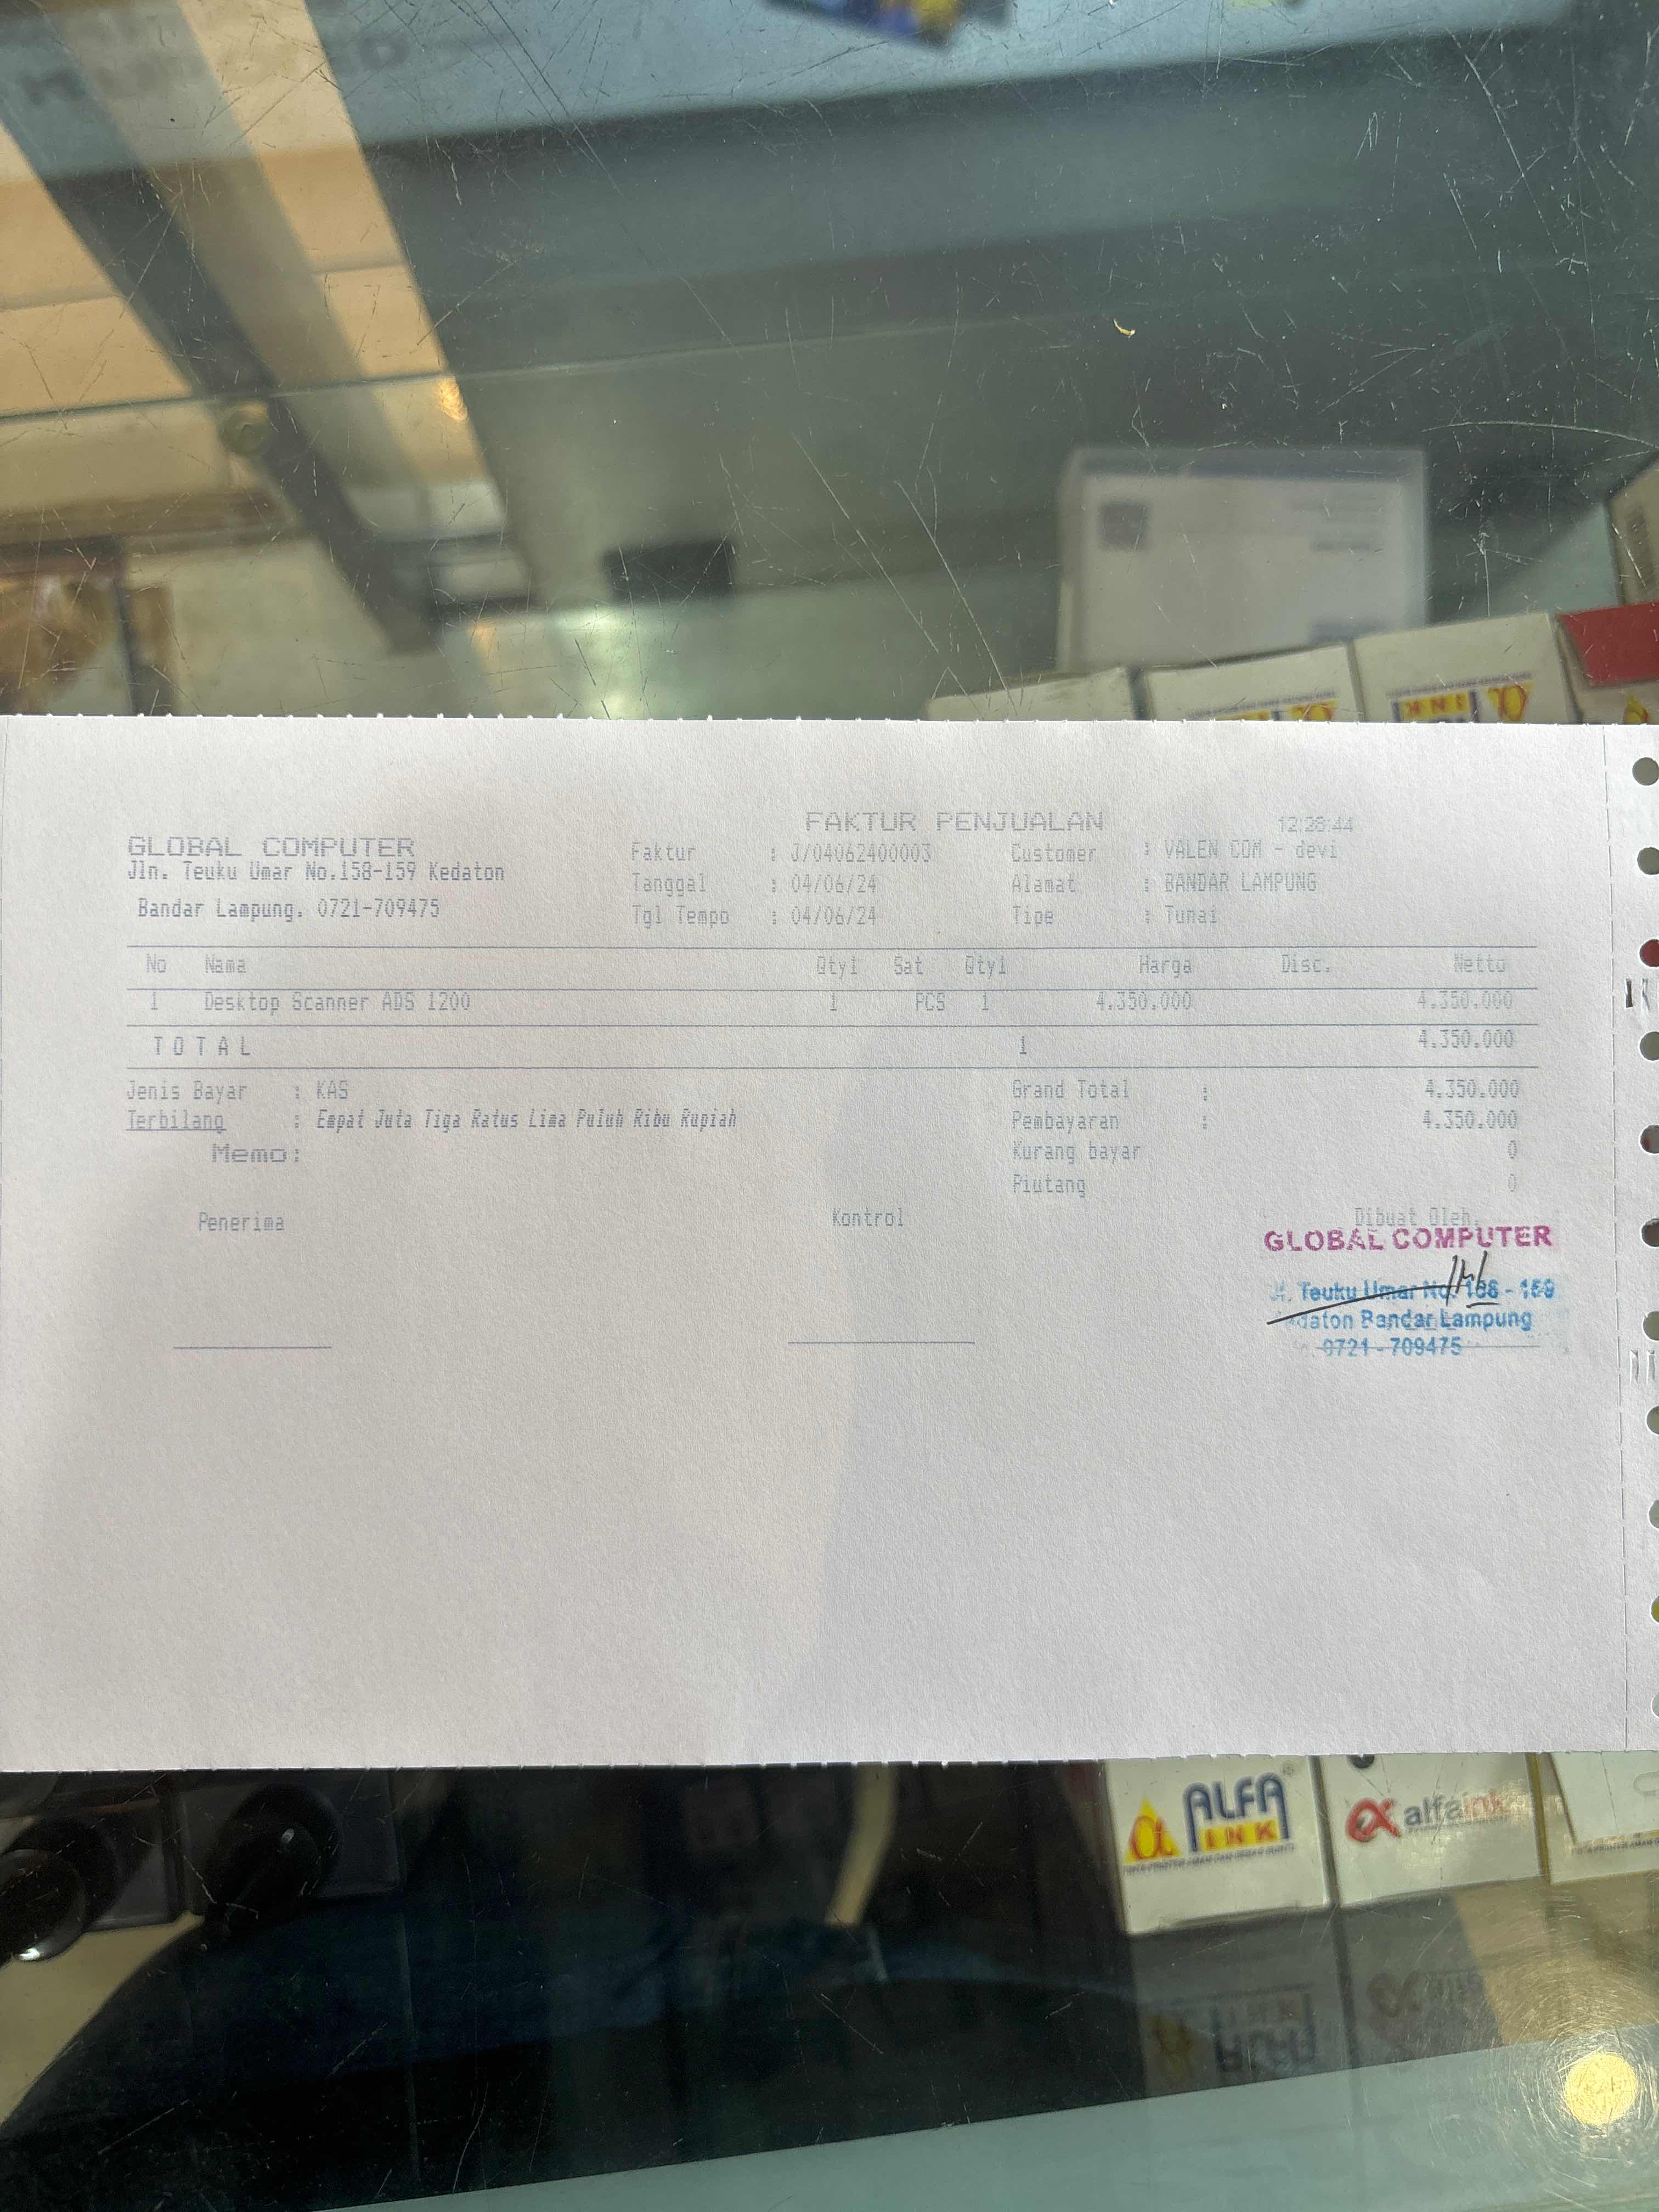 FAKTUR PENJUALAN 12:28:44
GLOBAL COMPUTER
Jln. Teuku Umar No.158-159 Kedaton
Bandar Lampung. 0721-709475
Faktur : J/04062400003
Tanggal : 04/06/24
Tgl Tempo : 04/06/24
Customer : VALEN COM - devi
Alamat : BANDAR LAMPUNG
Tipe : Tunai
No Nama Qty1 Sat Qty1 Harga Disc. Netto
1 Desktop Scanner ADS 1200 1 PCS 1 4.350.000 4.350.000
T O T A L 1 4.350.000
Jenis Bayar : KAS
Terbilang : Empat Juta Tiga Ratus Lima Puluh Ribu Rupiah
Memo:
Grand Total : 4.350.000
Pembayaran : 4.350.000
Kurang bayar 0
Piutang 0
Penerima Kontrol Dibuat Oleh,
GLOBAL COMPUTER
Teuku Umar No. - 159
Bandar Lampung
0721 - 709475
ALFA
INK
alfaink